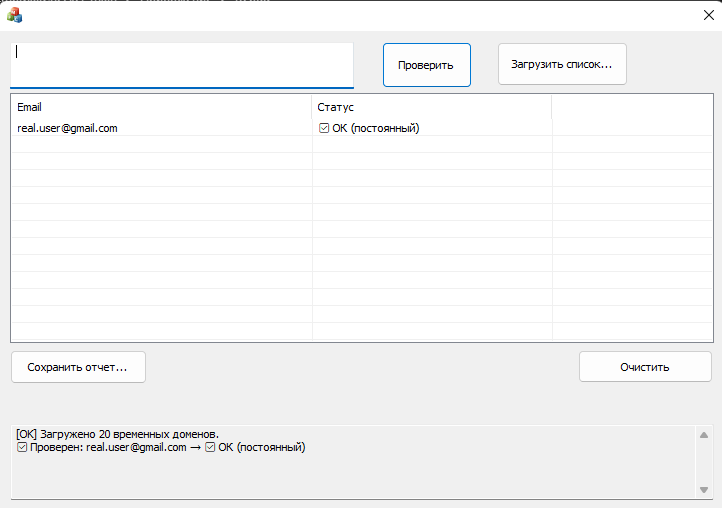 Проверить
Загрузить список...
Email Статус
real.user@gmail.com ☑ OK (постоянный)
Сохранить отчет...
Очистить
[OK] Загружено 20 временных доменов.
☑ Проверен: real.user@gmail.com → ☑ OK (постоянный)